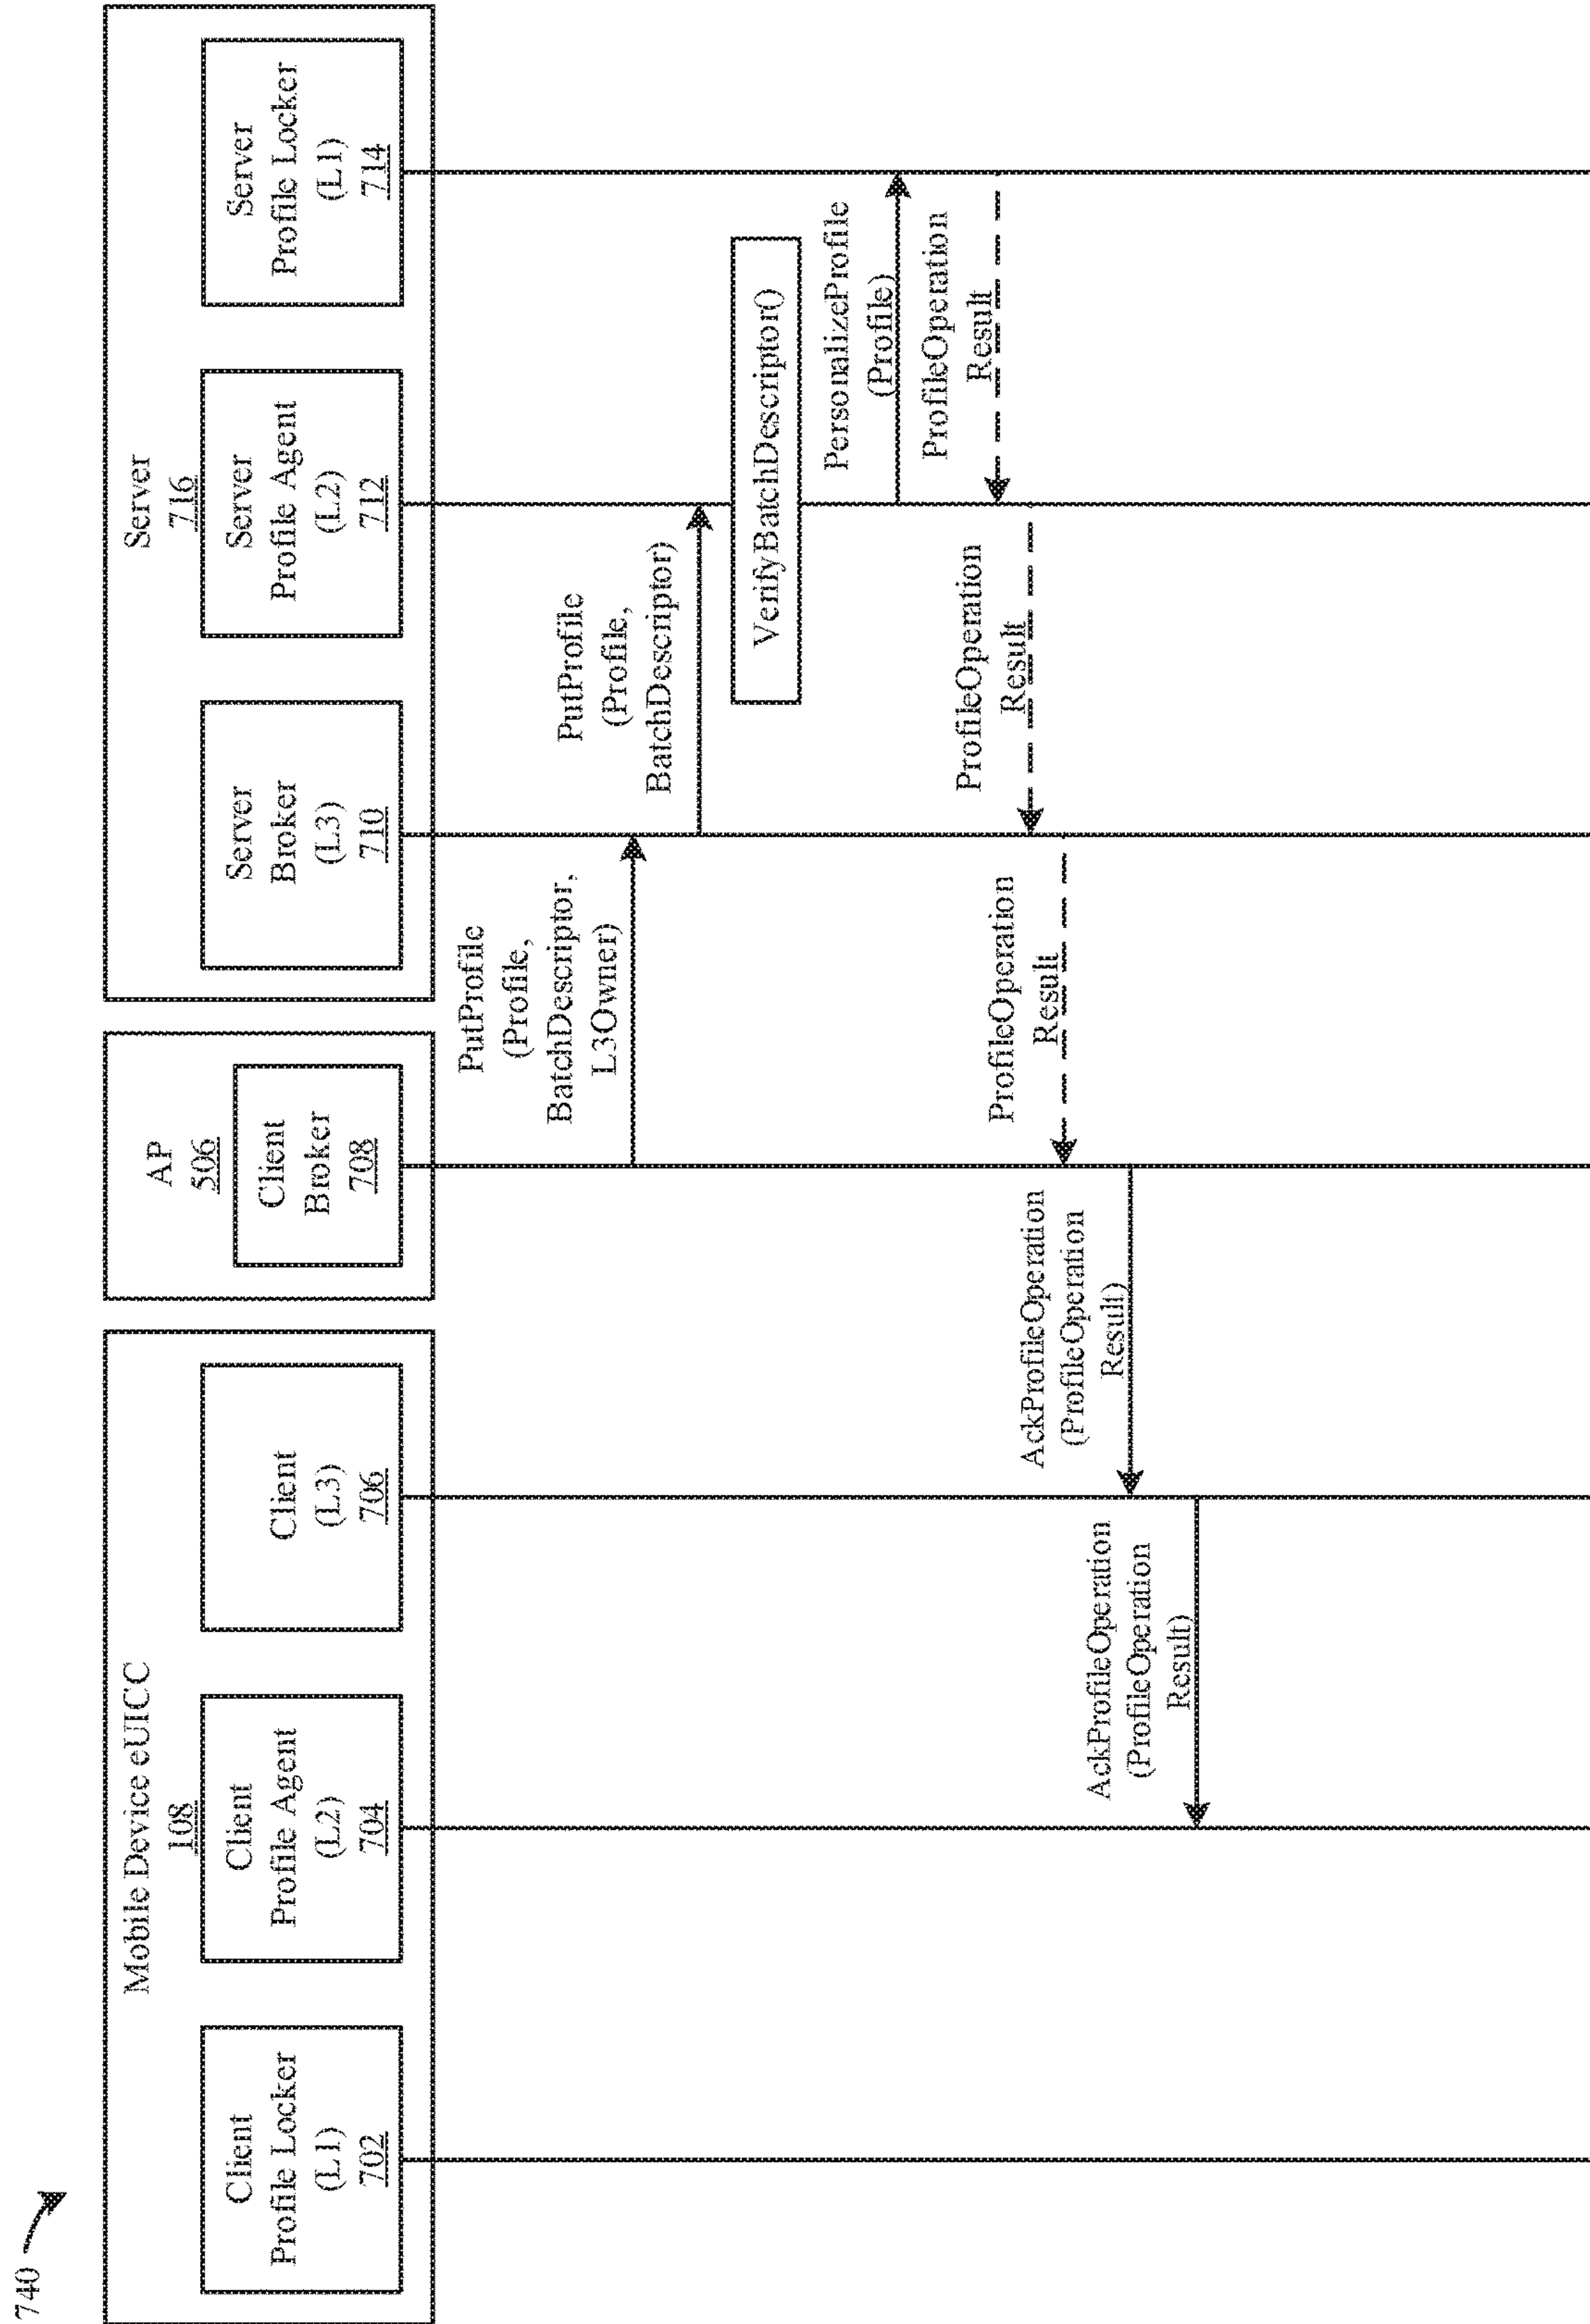 740
Mobile Device eUICC
108
Client
Profile Locker
(L1)
702
Client
Profile Agent
(L2)
704
Client
(L3)
706
AP
506
Client
Broker
708
Server
716
Server
Broker
(L3)
710
Server
Profile Agent
(L2)
712
Server
Profile Locker
(L1)
714
PutProfile
(Profile,
BatchDescriptor,
L3Owner)
PutProfile
(Profile,
BatchDescriptor)
VerifyBatchDescriptor()
PersonalizeProfile
(Profile)
ProfileOperation
Result
ProfileOperation
Result
ProfileOperation
Result
AckProfileOperation
(ProfileOperation
Result)
AckProfileOperation
(ProfileOperation
Result)